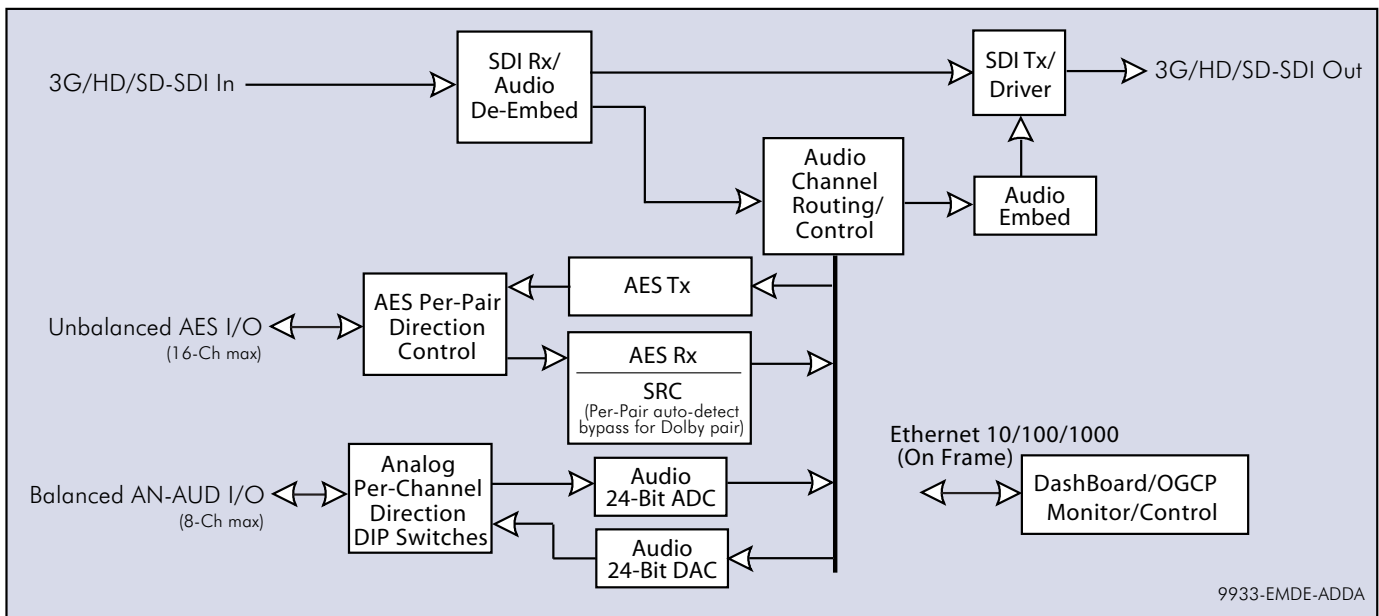 3G/HD/SD-SDI In
SDI Rx/
Audio
De-Embed
SDI Tx/
Driver
3G/HD/SD-SDI Out
Audio
Channel
Routing/
Control
Audio
Embed
Unbalanced AES I/O
(16-Ch max)
AES Per-Pair
Direction
Control
AES Tx
AES Rx
SRC
(Per-Pair auto-detect
bypass for Dolby pair)
Balanced AN-AUD I/O
(8-Ch max)
Analog
Per-Channel
Direction
DIP Switches
Audio
24-Bit ADC
Audio
24-Bit DAC
Ethernet 10/100/1000
(On Frame)
DashBoard/OGCP
Monitor/Control
9933-EMDE-ADDA